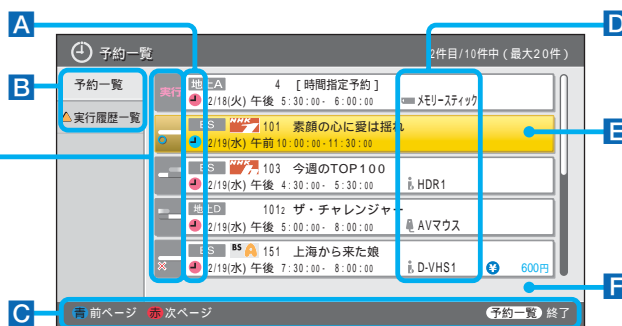 A
D
予約一覧
2件目/10件中(最大20件)
B
予約一覧
実行履歴一覧
実行
地上A 4 [時間指定予約]
2/18(火) 午後 5:30:00- 6:00:00 メモリースティック
BS NHK 7 101 素顔の心に愛は揺れ
2/19(水) 午前10:00:00-11:30:00
E
BS NHK 7 103 今週のTOP100
2/19(水) 午後 4:30:00- 5:30:00 i. HDR1
地上D 1012 ザ・チャレンジャー
2/19(水) 午後 5:00:00- 8:00:00 AVマウス
BS BS A 151 上海から来た娘
2/19(水) 午後 7:30:00- 8:00:00 i. D-VHS1 ¥ 600円
F
C
青 前ページ 赤 次ページ
予約一覧 終了